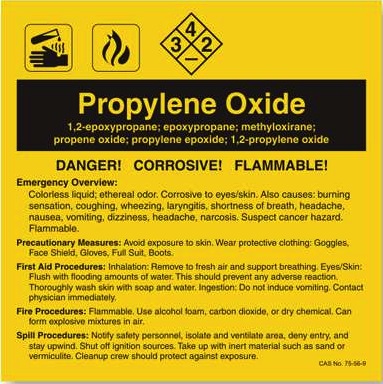 4
3 2
–
Propylene Oxide
1,2-epoxypropane; epoxypropane; methyloxirane;
propene oxide; propylene epoxide; 1,2-propylene oxide
DANGER! CORROSIVE! FLAMMABLE!
Emergency Overview:
Colorless liquid; ethereal odor. Corrosive to eyes/skin. Also causes: burning
sensation, coughing, wheezing, laryngitis, shortness of breath, headache,
nausea, vomiting, dizziness, headache, narcosis. Suspect cancer hazard.
Flammable.
Precautionary Measures: Avoid exposure to skin. Wear protective clothing: Goggles,
Face Shield, Gloves, Full Suit, Boots.
First Aid Procedures: Inhalation: Remove to fresh air and support breathing. Eyes/Skin:
Flush with flooding amounts of water. This should prevent any adverse reaction.
Thoroughly wash skin with soap and water. Ingestion: Do not induce vomiting. Contact
physician immediately.
Fire Procedures: Flammable. Use alcohol foam, carbon dioxide, or dry chemical. Can
form explosive mixtures in air.
Spill Procedures: Notify safety personnel, isolate and ventilate area, deny entry, and
stay upwind. Shut off ignition sources. Take up with inert material such as sand or
vermiculite. Cleanup crew should protect against exposure.
CAS No. 75-56-9